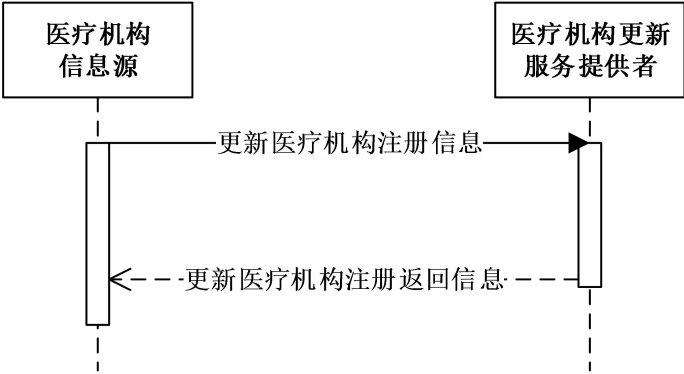 医疗机构
信息源
医疗机构更新
服务提供者
更新医疗机构注册信息
更新医疗机构注册返回信息